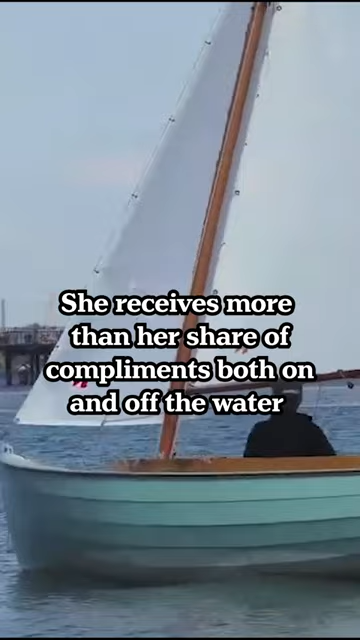 She receives more
than her share of
compliments both on
and off the water